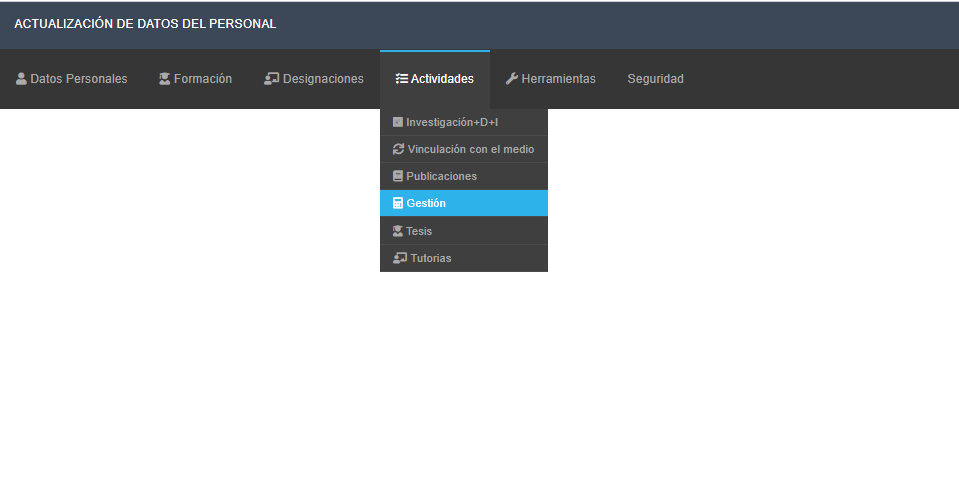 ACTUALIZACIÓN DE DATOS DEL PERSONAL
Datos Personales Formación Designaciones Actividades Herramientas Seguridad
Investigación+D+I
Vinculación con el medio
Publicaciones
Gestión
Tesis
Tutorias